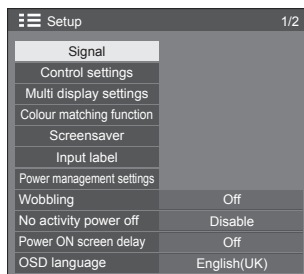 Setup 1/2
Signal
Control settings
Multi display settings
Colour matching function
Screensaver
Input label
Power management settings
Wobbling Off
No activity power off Disable
Power ON screen delay Off
OSD language English(UK)